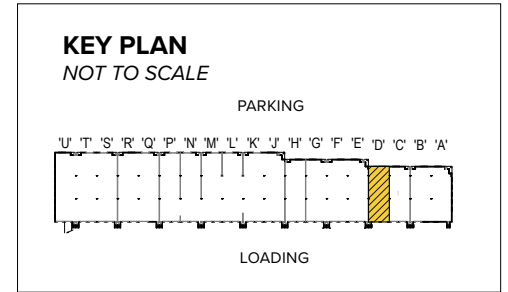 KEY PLAN
NOT TO SCALE
PARKING
'U' 'T' 'S' 'R' 'Q' 'P' 'N' 'M' 'L' 'K' 'J' 'H' 'G' 'F' 'E' 'D' 'C' 'B' 'A'
LOADING